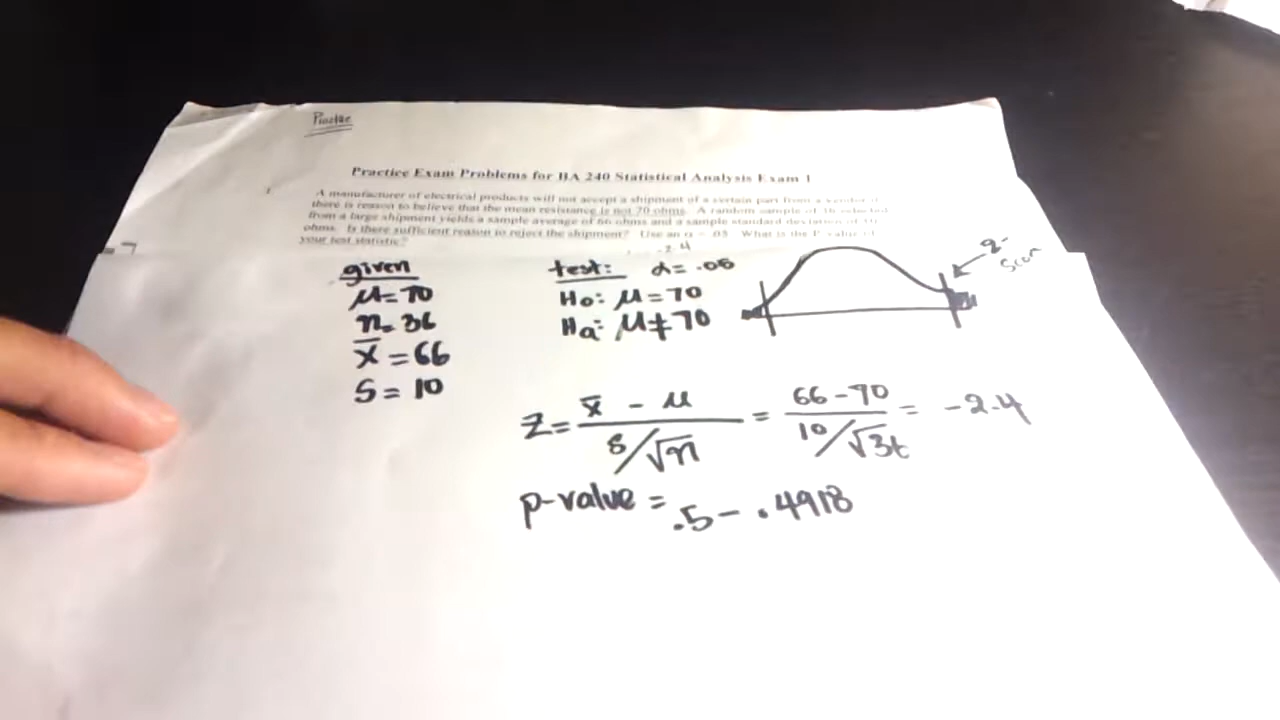 Practice
Practice Exam Problems for BA 240 Statistical Analysis Exam 1
1
A manufacturer of electrical products will not accept a shipment of a certain part from a vendor if
there is reason to believe that the mean resistance is not 70 ohms. A random sample of 36 selected
from a large shipment yields a sample average of 66 ohms and a sample standard deviation of 10
ohms. Is there sufficient reason to reject the shipment? Use an α = .05 What is the P-value of
your test statistic?
-2.4
= 7
given
μ = 70
n = 36
x̄ = 66
S = 10
test: α = .05
Ho: μ = 70
Ha: μ ≠ 70
z-
Z = (x̄ - μ) / (s/√n) = (66-70) / (10/√36) = -2.4
p-value = .5 - .4918